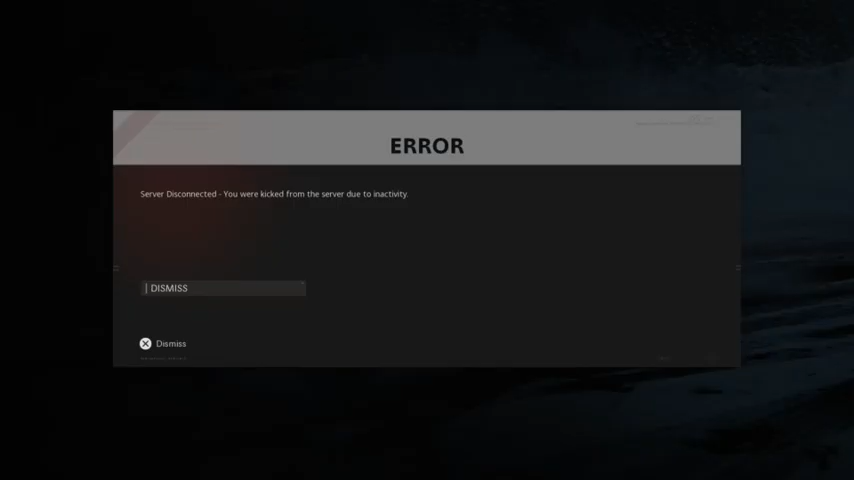 ERROR
Server Disconnected - You were kicked from the server due to inactivity.
DISMISS
Dismiss